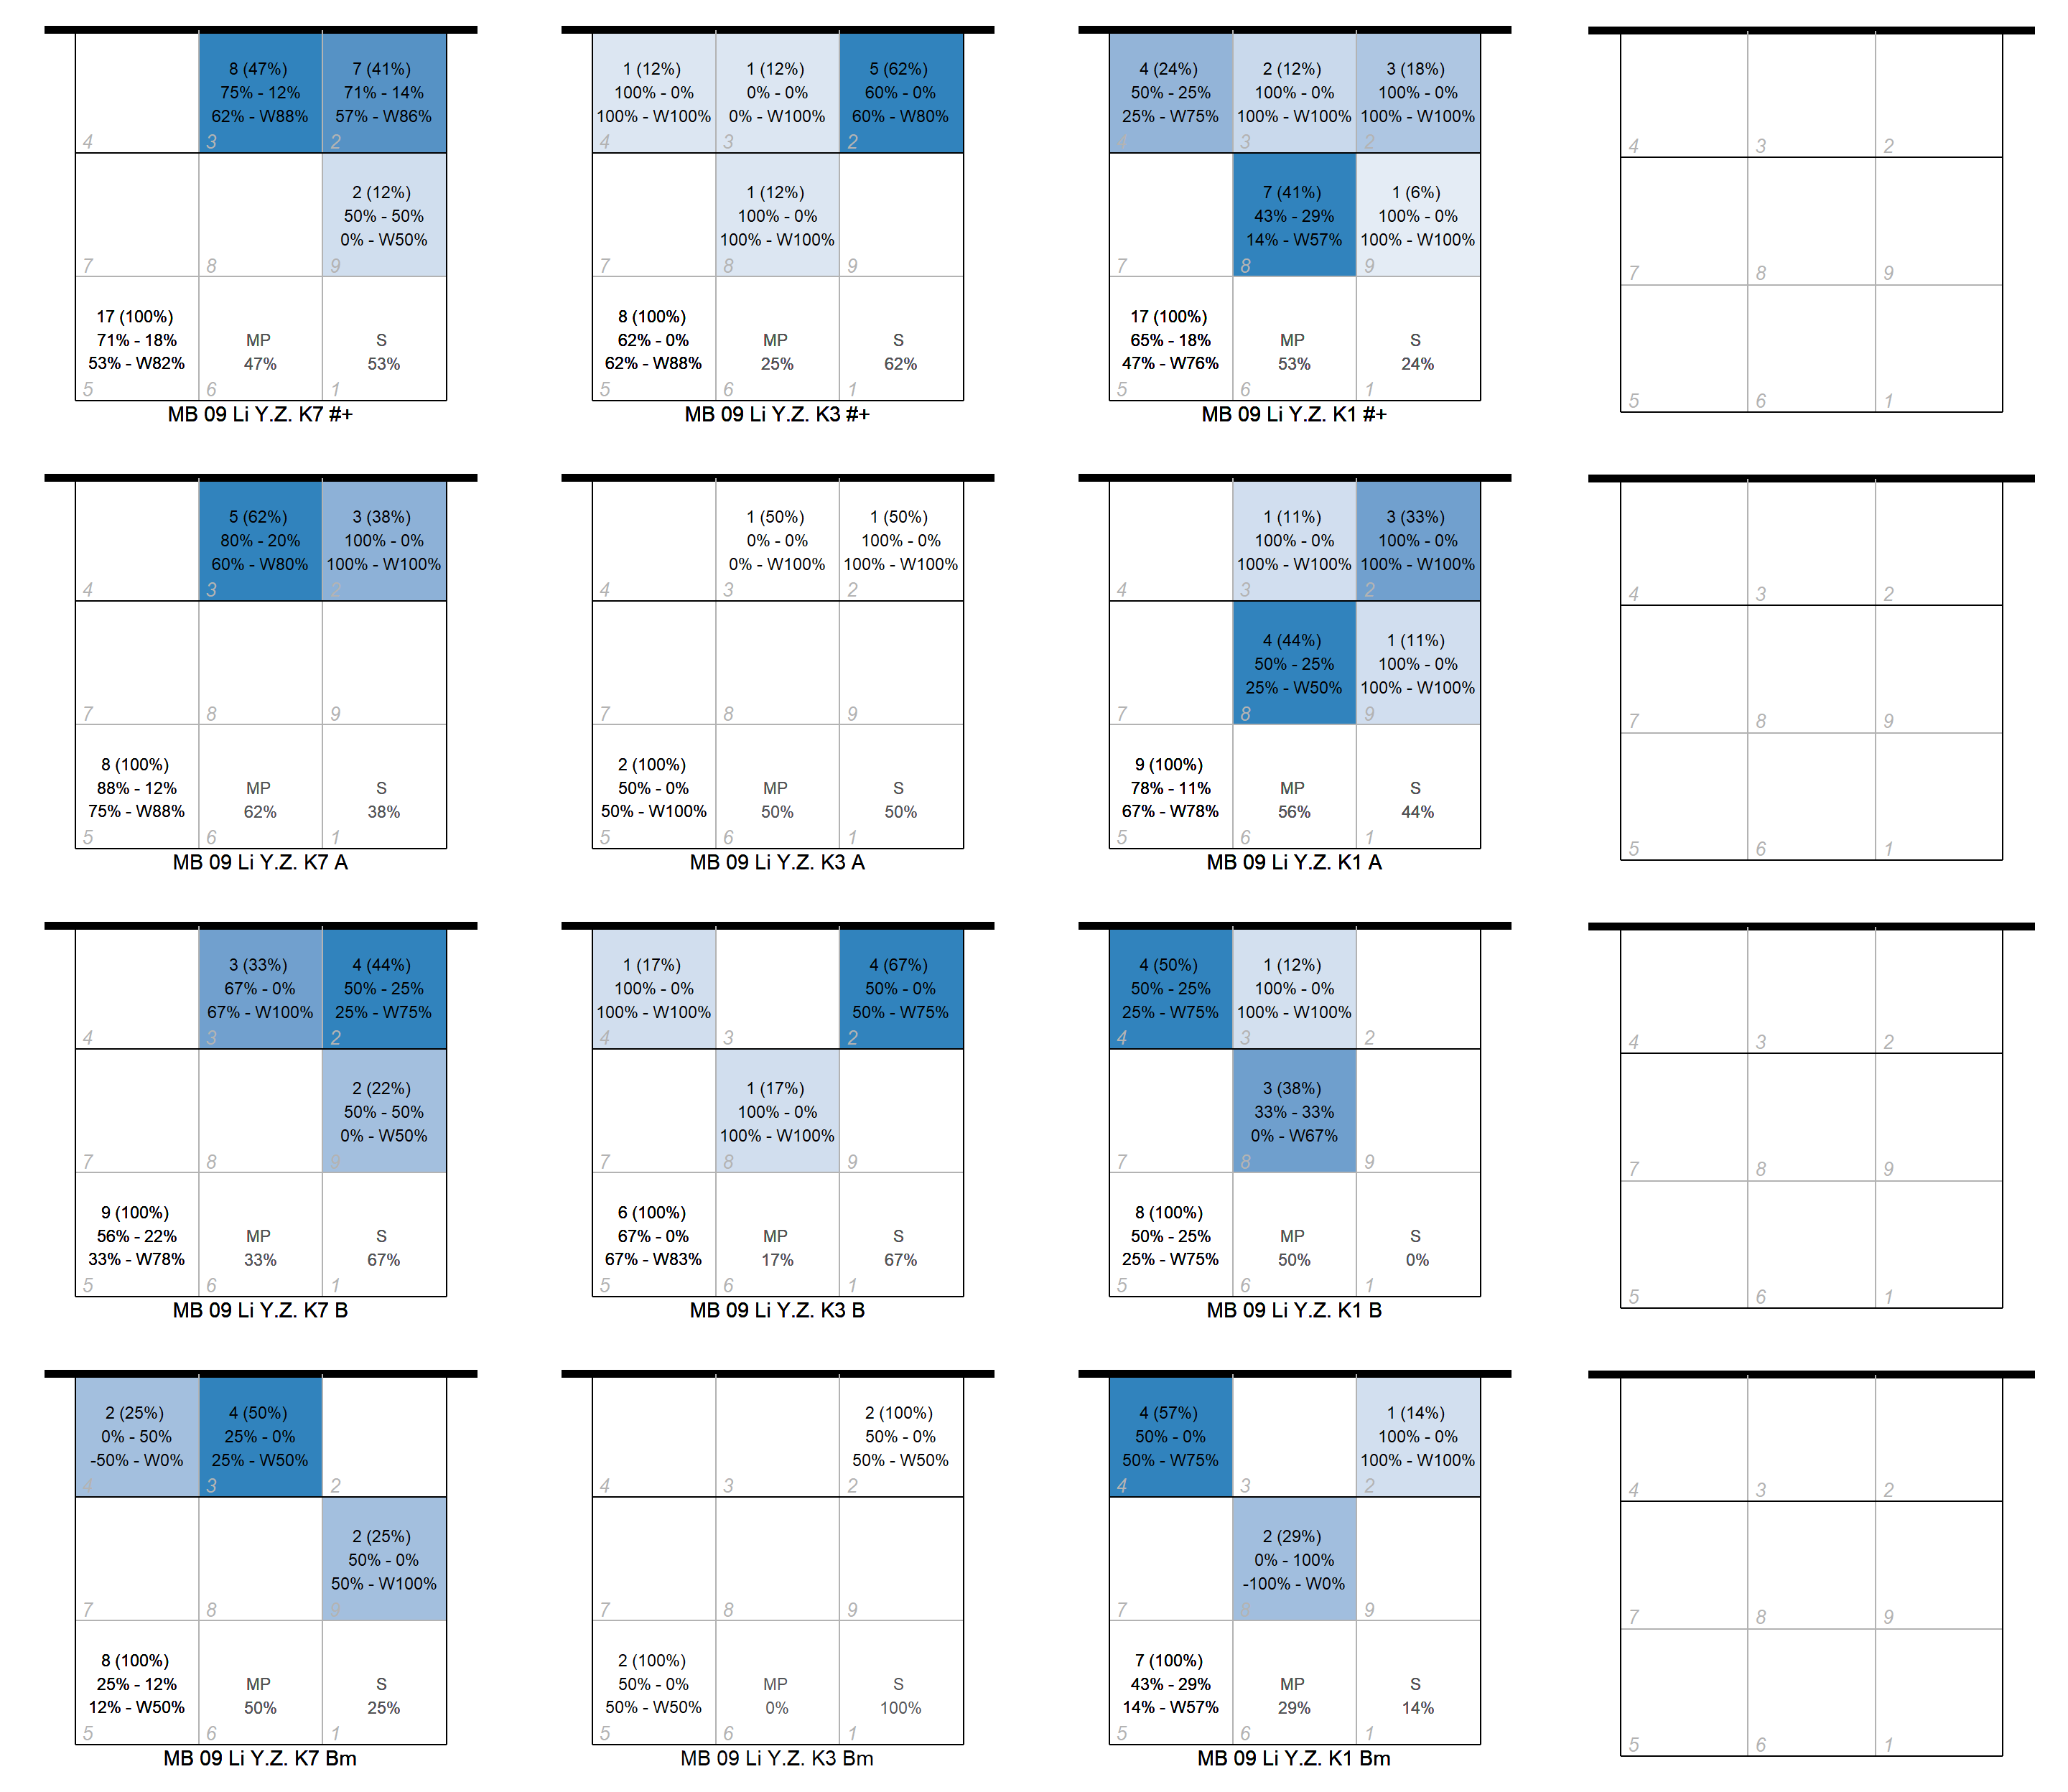 8 (47%) 7 (41%) 1 (12%) 1 (12%) 5 (62%) 4 (24%) 2 (12%) 3 (18%)
75% - 12% 71% - 14% 100% - 0% 0% - 0% 60% - 0% 50% - 25% 100% - 0% 100% - 0%
62% - W88% 57% - W86% 100% - W100% 0% - W100% 60% - W80% 25% - W75% 100% - W100% 100% - W100%
4 3 2 4 3 2 4 3 2 4 3 2
2 (12%) 1 (12%) 7 (41%) 1 (6%)
50% - 50% 100% - 0% 43% - 29% 100% - 0%
0% - W50% 100% - W100% 14% - W57% 100% - W100%
7 8 9 7 8 9 7 8 9 7 8 9
17 (100%) 8 (100%) 17 (100%)
71% - 18% MP S 62% - 0% MP S 65% - 18% MP S
53% - W82% 47% 53% 62% - W88% 25% 62% 47% - W76% 53% 24%
5 6 1 5 6 1 5 6 1 5 6 1
MB 09 Li Y.Z. K7 #+ MB 09 Li Y.Z. K3 #+ MB 09 Li Y.Z. K1 #+
5 (62%) 3 (38%) 1 (50%) 1 (50%) 1 (11%) 3 (33%)
80% - 20% 100% - 0% 0% - 0% 100% - 0% 100% - 0% 100% - 0%
60% - W80% 100% - W100% 0% - W100% 100% - W100% 100% - W100% 100% - W100%
4 3 2 4 3 2 4 3 2 4 3 2
4 (44%) 1 (11%)
50% - 25% 100% - 0%
25% - W50% 100% - W100%
7 8 9 7 8 9 7 8 9 7 8 9
8 (100%) 2 (100%) 9 (100%)
88% - 12% MP S 50% - 0% MP S 78% - 11% MP S
75% - W88% 62% 38% 50% - W100% 50% 50% 67% - W78% 56% 44%
5 6 1 5 6 1 5 6 1 5 6 1
MB 09 Li Y.Z. K7 A MB 09 Li Y.Z. K3 A MB 09 Li Y.Z. K1 A
3 (33%) 4 (44%) 1 (17%) 4 (67%) 4 (50%) 1 (12%)
67% - 0% 50% - 25% 100% - 0% 50% - 0% 50% - 25% 100% - 0%
67% - W100% 25% - W75% 100% - W100% 50% - W75% 25% - W75% 100% - W100%
4 3 2 4 3 2 4 3 2 4 3 2
2 (22%) 1 (17%) 3 (38%)
50% - 50% 100% - 0% 33% - 33%
0% - W50% 100% - W100% 0% - W67%
7 8 9 7 8 9 7 8 9 7 8 9
9 (100%) 6 (100%) 8 (100%)
56% - 22% MP S 67% - 0% MP S 50% - 25% MP S
33% - W78% 33% 67% 67% - W83% 17% 67% 25% - W75% 50% 0%
5 6 1 5 6 1 5 6 1 5 6 1
MB 09 Li Y.Z. K7 B MB 09 Li Y.Z. K3 B MB 09 Li Y.Z. K1 B
2 (25%) 4 (50%) 2 (100%) 4 (57%) 1 (14%)
0% - 50% 25% - 0% 50% - 0% 50% - 0% 100% - 0%
-50% - W0% 25% - W50% 50% - W50% 50% - W75% 100% - W100%
4 3 2 4 3 2 4 3 2 4 3 2
2 (25%) 2 (29%)
50% - 0% 0% - 100%
50% - W100% -100% - W0%
7 8 9 7 8 9 7 8 9 7 8 9
8 (100%) 2 (100%) 7 (100%)
25% - 12% MP S 50% - 0% MP S 43% - 29% MP S
12% - W50% 50% 25% 50% - W50% 0% 100% 14% - W57% 29% 14%
5 6 1 5 6 1 5 6 1 5 6 1
MB 09 Li Y.Z. K7 Bm MB 09 Li Y.Z. K3 Bm MB 09 Li Y.Z. K1 Bm